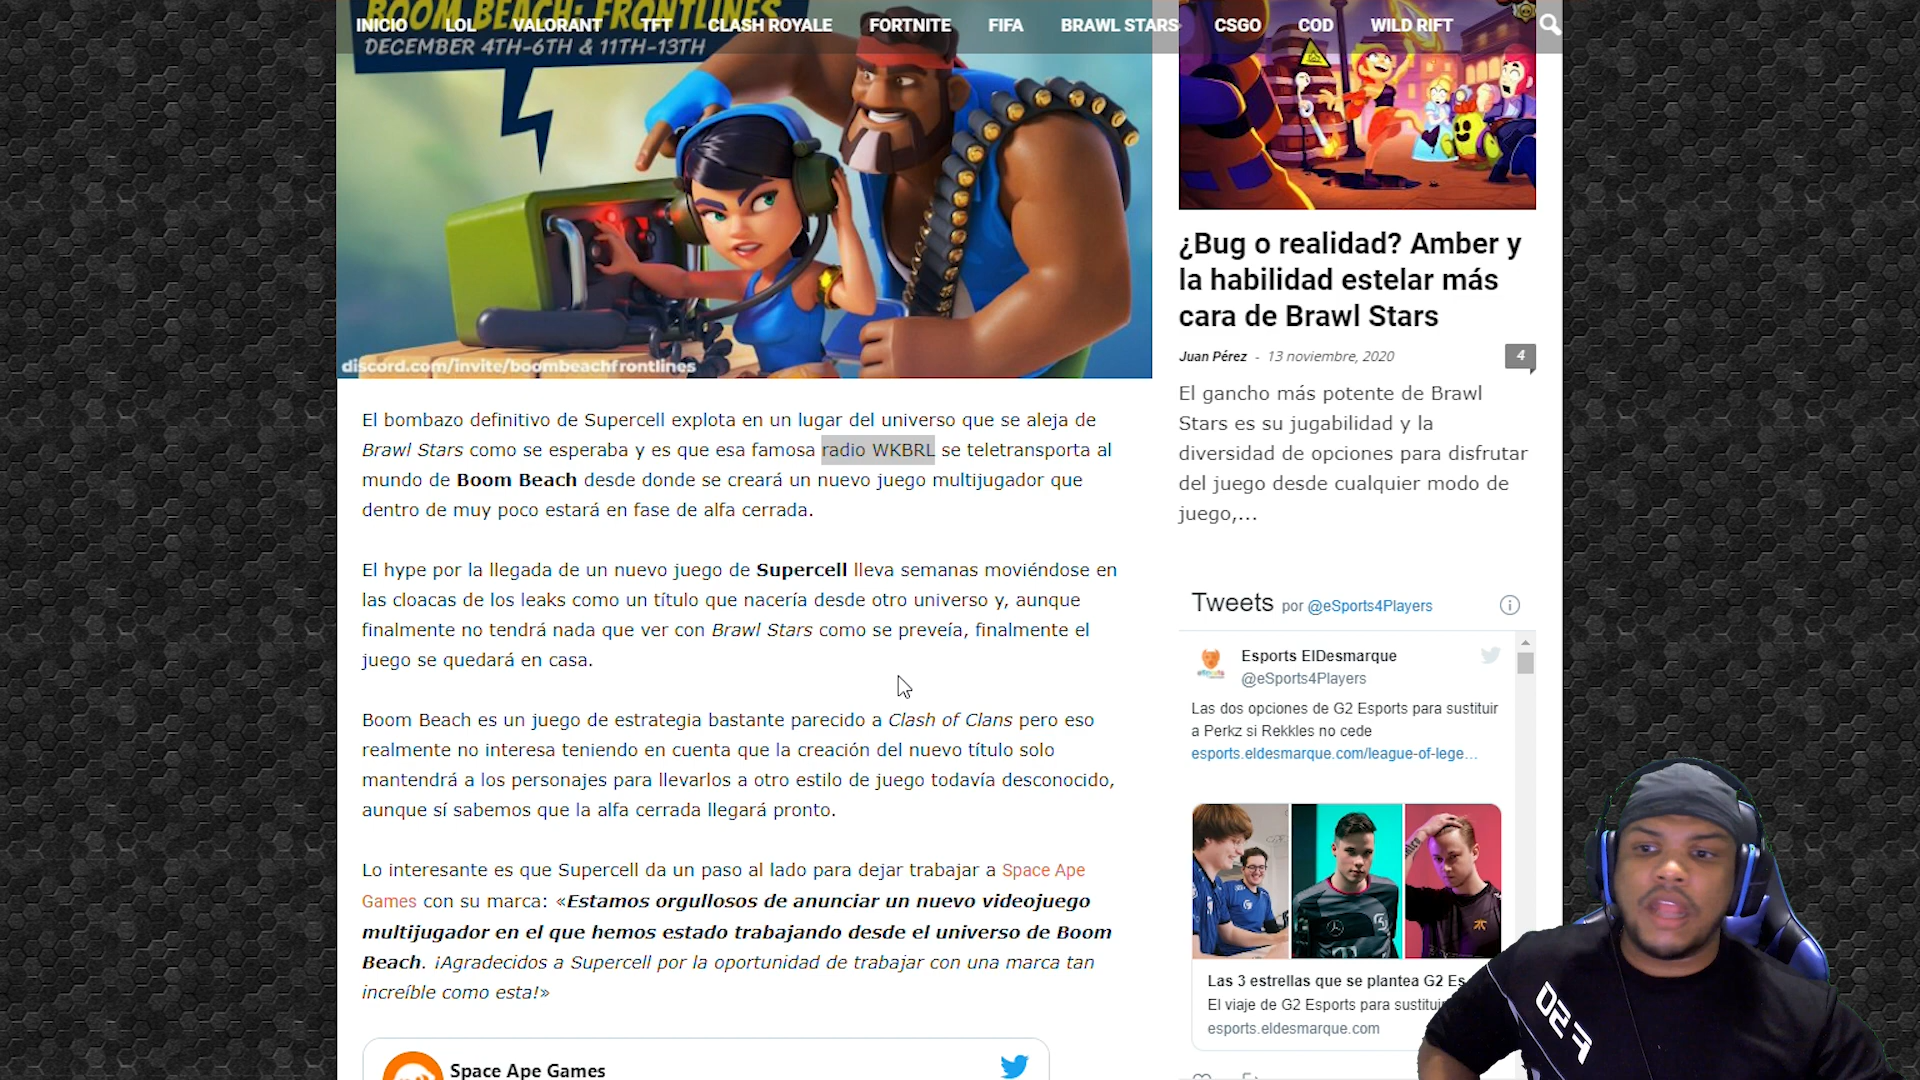 BOOM BEACH: FRONTLINES
INICIO LOL VALORANT TFT CLASH ROYALE FORTNITE FIFA BRAWL STARS CSGO COD WILD RIFT
DECEMBER 4TH-6TH & 11TH-13TH
discord.com/invite/boombeachfrontlines
El bombazo definitivo de Supercell explota en un lugar del universo que se aleja de
Brawl Stars como se esperaba y es que esa famosa radio WKBRL se teletransporta al
mundo de Boom Beach desde donde se creará un nuevo juego multijugador que
dentro de muy poco estará en fase de alfa cerrada.
El hype por la llegada de un nuevo juego de Supercell lleva semanas moviéndose en
las cloacas de los leaks como un título que nacería desde otro universo y, aunque
finalmente no tendrá nada que ver con Brawl Stars como se preveía, finalmente el
juego se quedará en casa.
Boom Beach es un juego de estrategia bastante parecido a Clash of Clans pero eso
realmente no interesa teniendo en cuenta que la creación del nuevo título solo
mantendrá a los personajes para llevarlos a otro estilo de juego todavía desconocido,
aunque sí sabemos que la alfa cerrada llegará pronto.
Lo interesante es que Supercell da un paso al lado para dejar trabajar a Space Ape
Games con su marca: «Estamos orgullosos de anunciar un nuevo videojuego
multijugador en el que hemos estado trabajando desde el universo de Boom
Beach. ¡Agradecidos a Supercell por la oportunidad de trabajar con una marca tan
increíble como esta!»
Space Ape Games
¿Bug o realidad? Amber y
la habilidad estelar más
cara de Brawl Stars
Juan Pérez - 13 noviembre, 2020
4
El gancho más potente de Brawl
Stars es su jugabilidad y la
diversidad de opciones para disfrutar
del juego desde cualquier modo de
juego,...
Tweets por @eSports4Players
Esports ElDesmarque
@eSports4Players
Las dos opciones de G2 Esports para sustituir
a Perkz si Rekkles no cede
esports.eldesmarque.com/league-of-lege…
Las 3 estrellas que se plantea G2 Es
El viaje de G2 Esports para sustituir
esports.eldesmarque.com